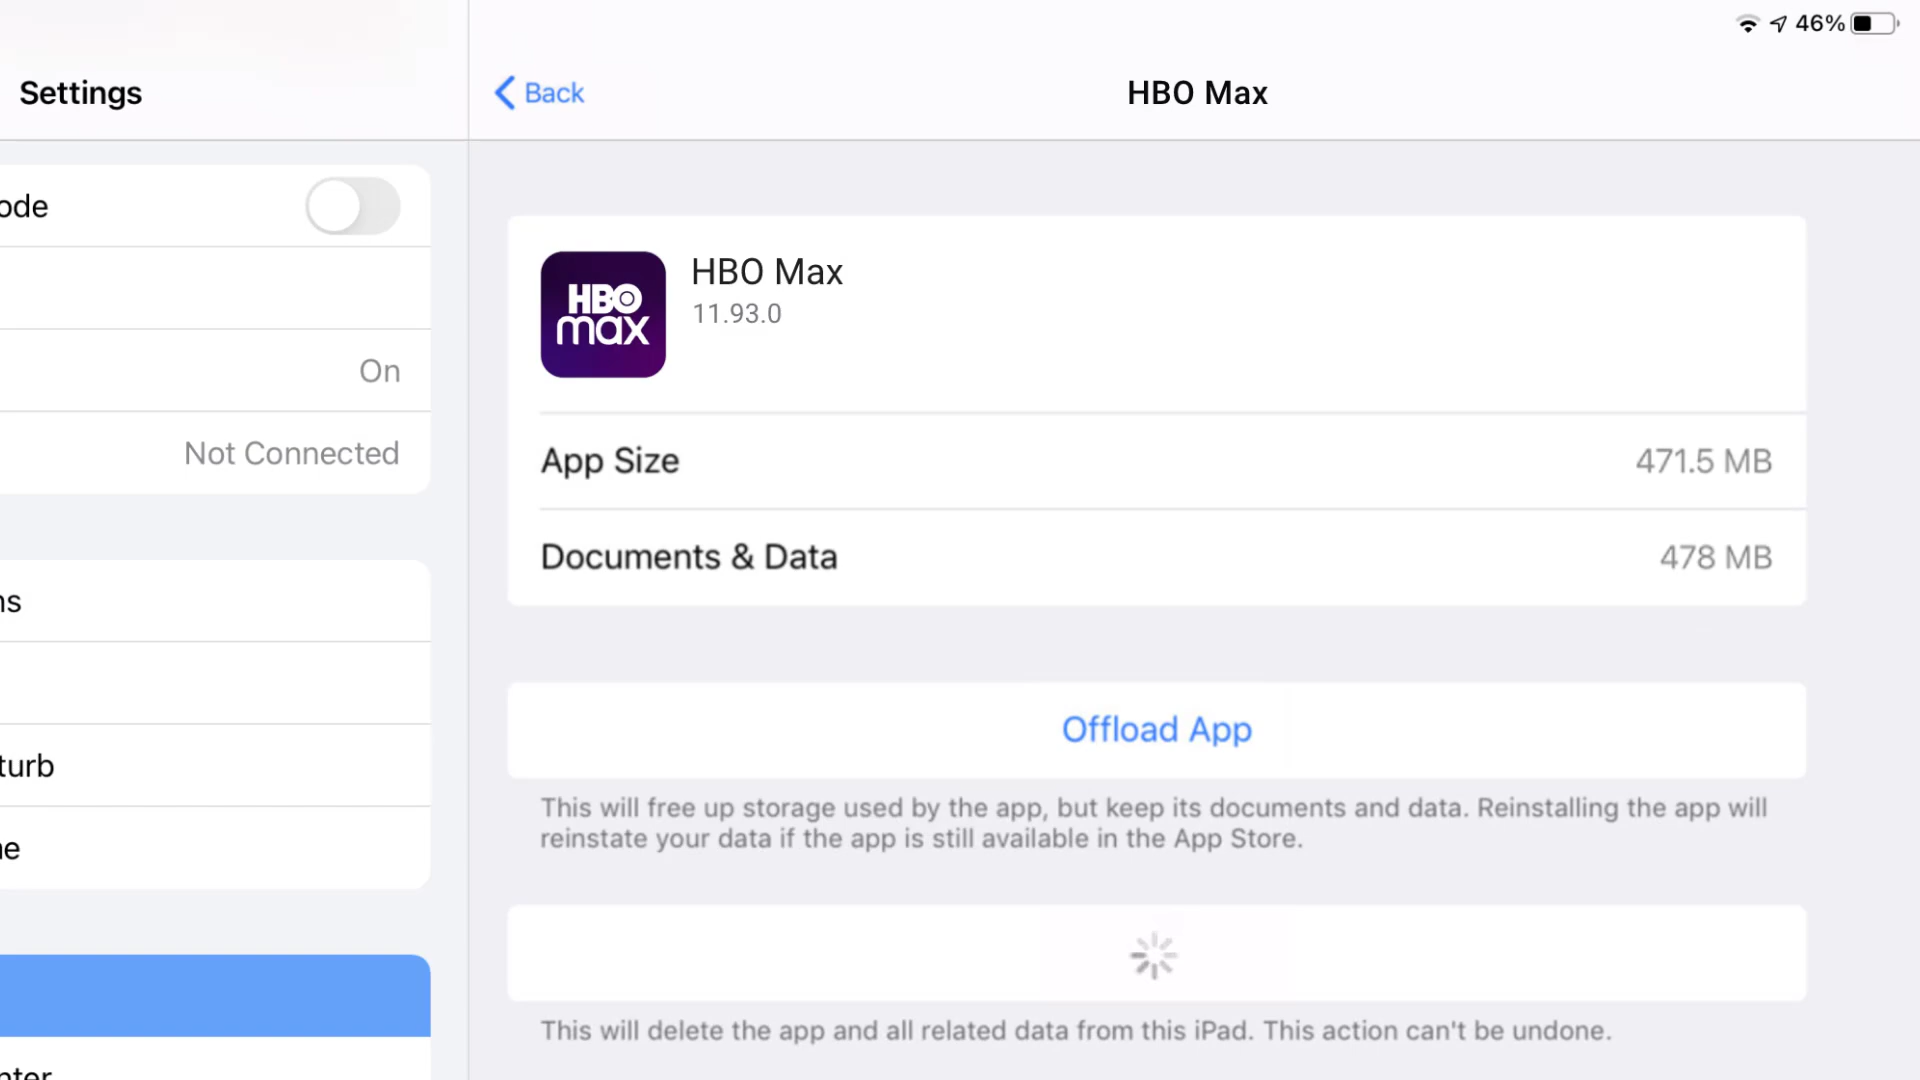 46%
Settings
Back
HBO Max
ode
On
Not Connected
ns
turb
ne
nter
HBO
max
HBO Max
11.93.0
App Size
471.5 MB
Documents & Data
478 MB
Offload App
This will free up storage used by the app, but keep its documents and data. Reinstalling the app will
reinstate your data if the app is still available in the App Store.
This will delete the app and all related data from this iPad. This action can't be undone.